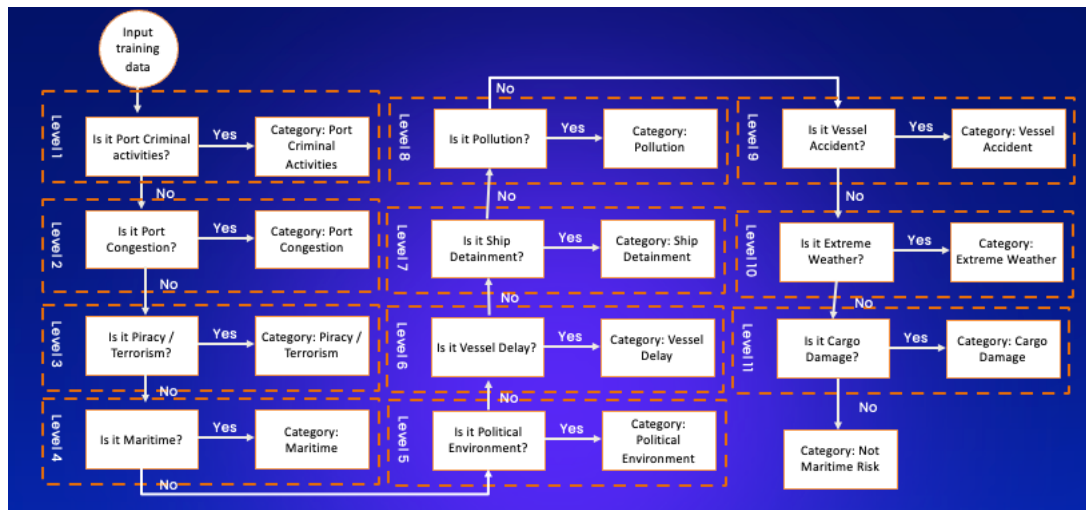 Input
training
data
Level 1
Is it Port Criminal
activities?
Yes
Category: Port
Criminal
Activities
No
Level 2
Is it Port
Congestion?
Yes
Category: Port
Congestion
No
Level 3
Is it Piracy /
Terrorism?
Yes
Category: Piracy /
Terrorism
No
Level 4
Is it Maritime?
Yes
Category:
Maritime
No
Level 5
Is it Political
Environment?
Yes
Category:
Political
Environment
No
Level 6
Is it Vessel Delay?
Yes
Category: Vessel
Delay
No
Level 7
Is it Ship
Detainment?
Yes
Category: Ship
Detainment
No
Level 8
Is it Pollution?
Yes
Category:
Pollution
No
Level 9
Is it Vessel
Accident?
Yes
Category: Vessel
Accident
No
Level 10
Is it Extreme
Weather?
Yes
Category:
Extreme Weather
No
Level 11
Is it Cargo
Damage?
Yes
Category: Cargo
Damage
No
Category: Not
Maritime Risk